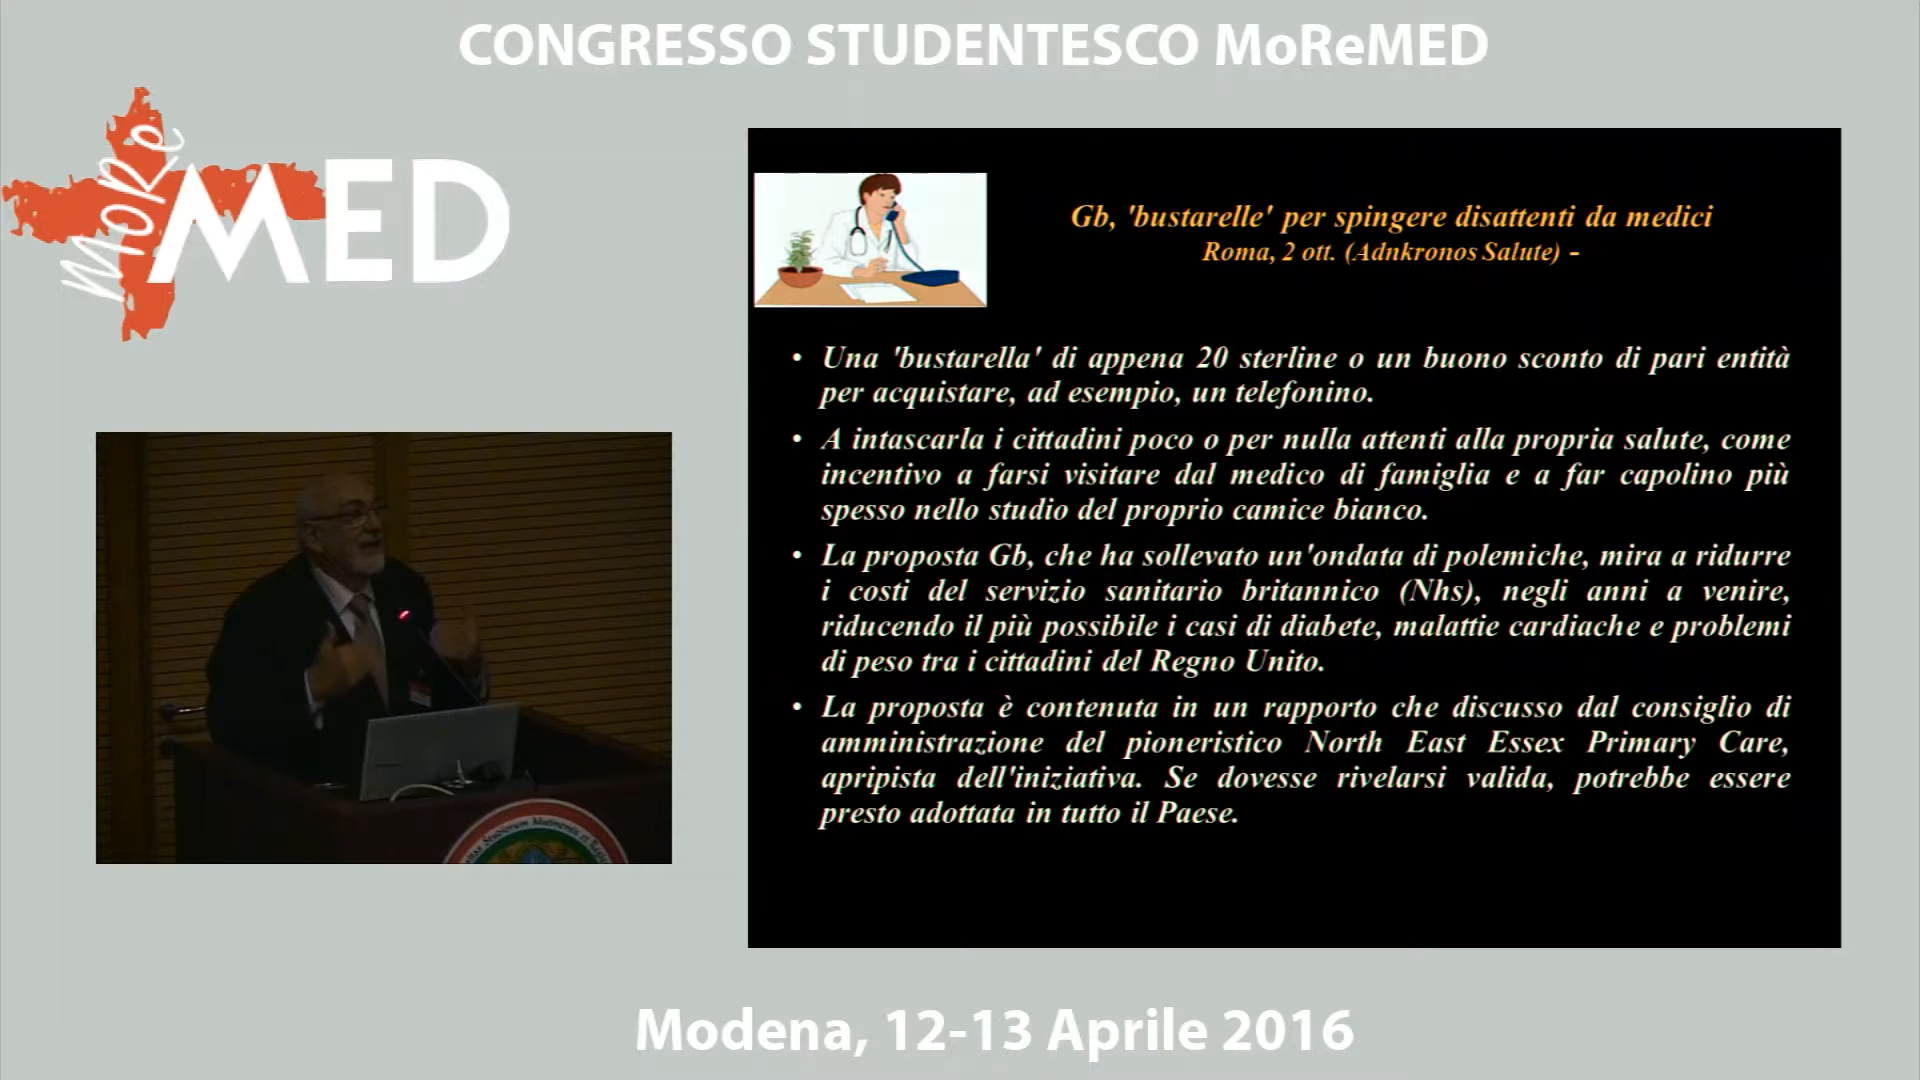 CONGRESSO STUDENTESCO MoReMED
MoRe
MED
Gb, 'bustarelle' per spingere disattenti da medici
Roma, 2 ott. (Adnkronos Salute) -
• Una 'bustarella' di appena 20 sterline o un buono sconto di pari entità
per acquistare, ad esempio, un telefonino.
• A intascarla i cittadini poco o per nulla attenti alla propria salute, come
incentivo a farsi visitare dal medico di famiglia e a far capolino più
spesso nello studio del proprio camice bianco.
• La proposta Gb, che ha sollevato un'ondata di polemiche, mira a ridurre
i costi del servizio sanitario britannico (Nhs), negli anni a venire,
riducendo il più possibile i casi di diabete, malattie cardiache e problemi
di peso tra i cittadini del Regno Unito.
• La proposta è contenuta in un rapporto che discusso dal consiglio di
amministrazione del pioneristico North East Essex Primary Care,
apripista dell'iniziativa. Se dovesse rivelarsi valida, potrebbe essere
presto adottata in tutto il Paese.
Studiorum Mutinensis et
Modena, 12-13 Aprile 2016